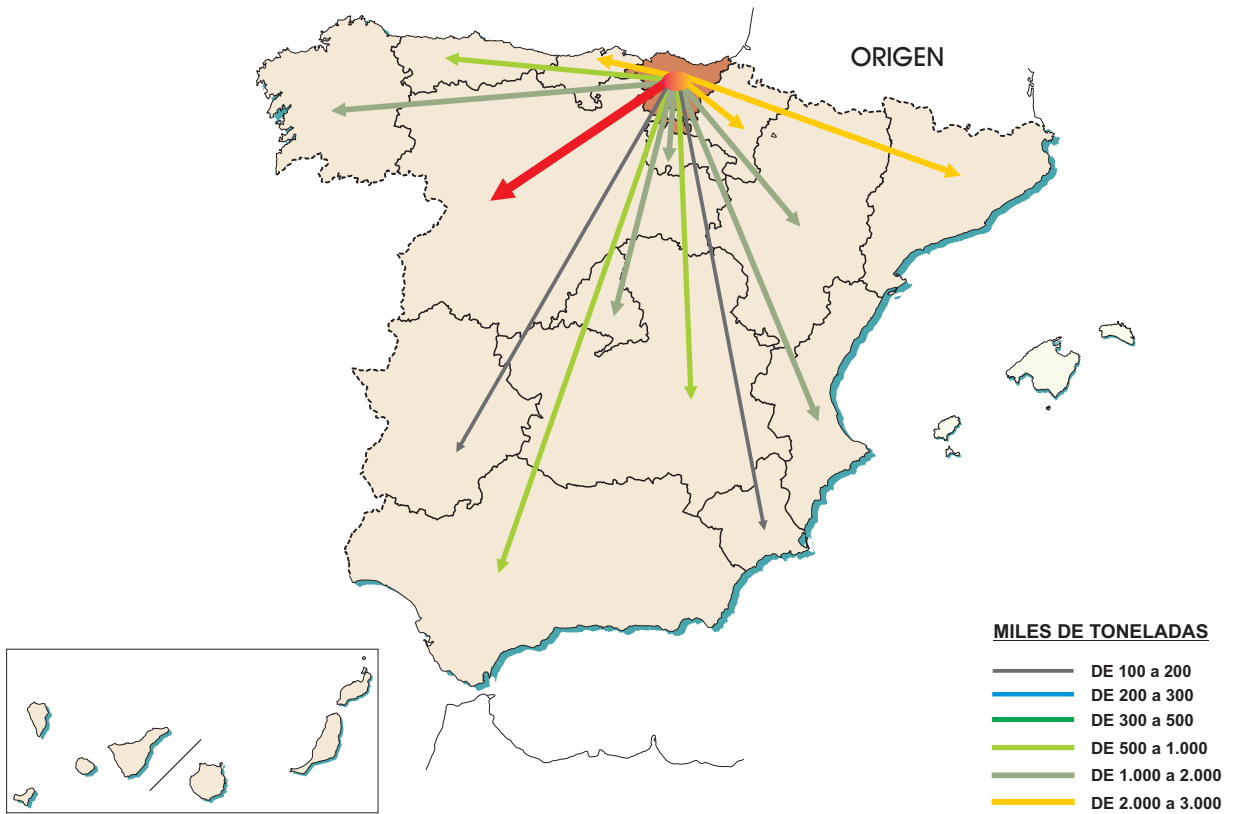 ORIGEN
MILES DE TONELADAS
DE 100 a 200
DE 200 a 300
DE 300 a 500
DE 500 a 1.000
DE 1.000 a 2.000
DE 2.000 a 3.000